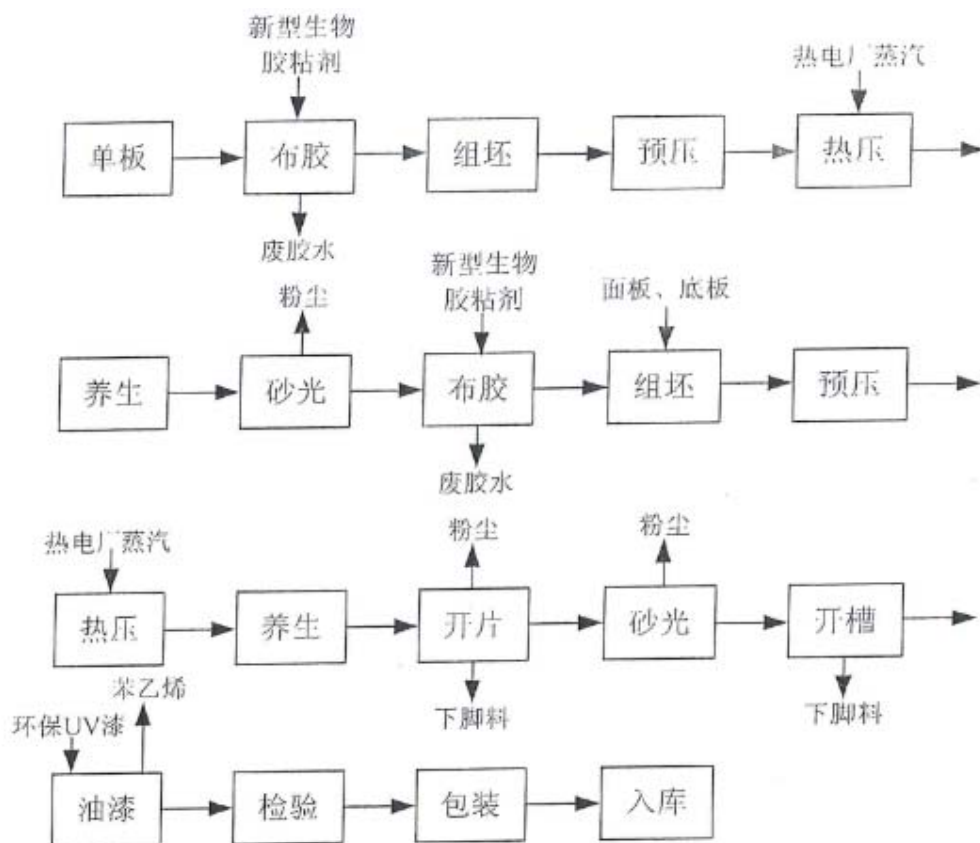 新型生物
胶粘剂
热电厂蒸汽
单板
布胶
组坯
预压
热压
废胶水
粉尘
新型生物
胶粘剂
面板、底板
养生
砂光
布胶
组坯
预压
废胶水
热电厂蒸汽
粉尘
粉尘
热压
养生
开片
砂光
开槽
苯乙烯
下脚料
下脚料
环保UV漆
油漆
检验
包装
入库